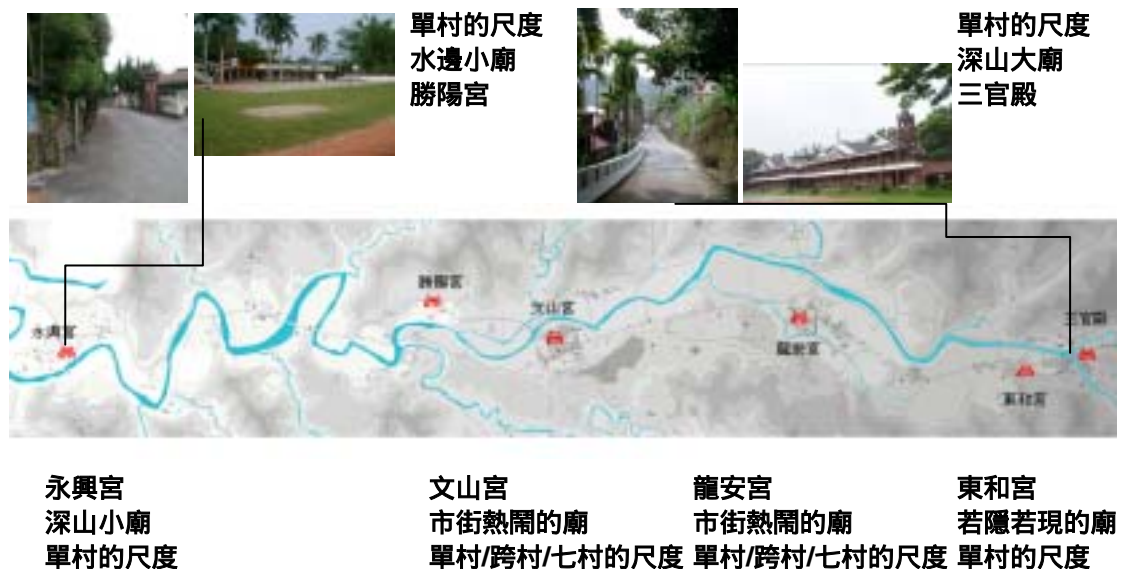 單村的尺度
水邊小廟
勝陽宮
單村的尺度
深山大廟
三官殿
勝陽宮
文山宮
三官殿
永興宮
龍安宮
東和宮
永興宮
深山小廟
單村的尺度
文山宮
市街熱鬧的廟
單村/跨村/七村的尺度
龍安宮
市街熱鬧的廟
單村/跨村/七村的尺度
東和宮
若隱若現的廟
單村的尺度